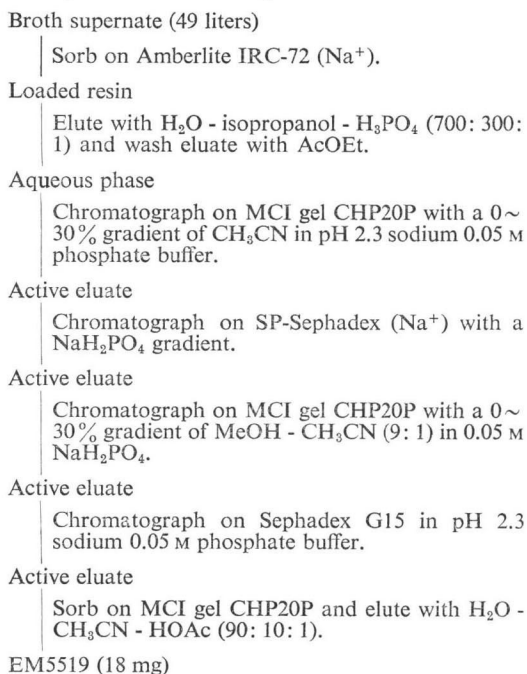 Broth supernate (49 liters)
Sorb on Amberlite IRC-72 (Na⁺).
Loaded resin
Elute with H₂O - isopropanol - H₃PO₄ (700: 300:
1) and wash eluate with AcOEt.
Aqueous phase
Chromatograph on MCI gel CHP20P with a 0~
30% gradient of CH₃CN in pH 2.3 sodium 0.05 M
phosphate buffer.
Active eluate
Chromatograph on SP-Sephadex (Na⁺) with a
NaH₂PO₄ gradient.
Active eluate
Chromatograph on MCI gel CHP20P with a 0~
30% gradient of MeOH - CH₃CN (9: 1) in 0.05 M
NaH₂PO₄.
Active eluate
Chromatograph on Sephadex G15 in pH 2.3
sodium 0.05 M phosphate buffer.
Active eluate
Sorb on MCI gel CHP20P and elute with H₂O -
CH₃CN - HOAc (90: 10: 1).
EM5519 (18 mg)